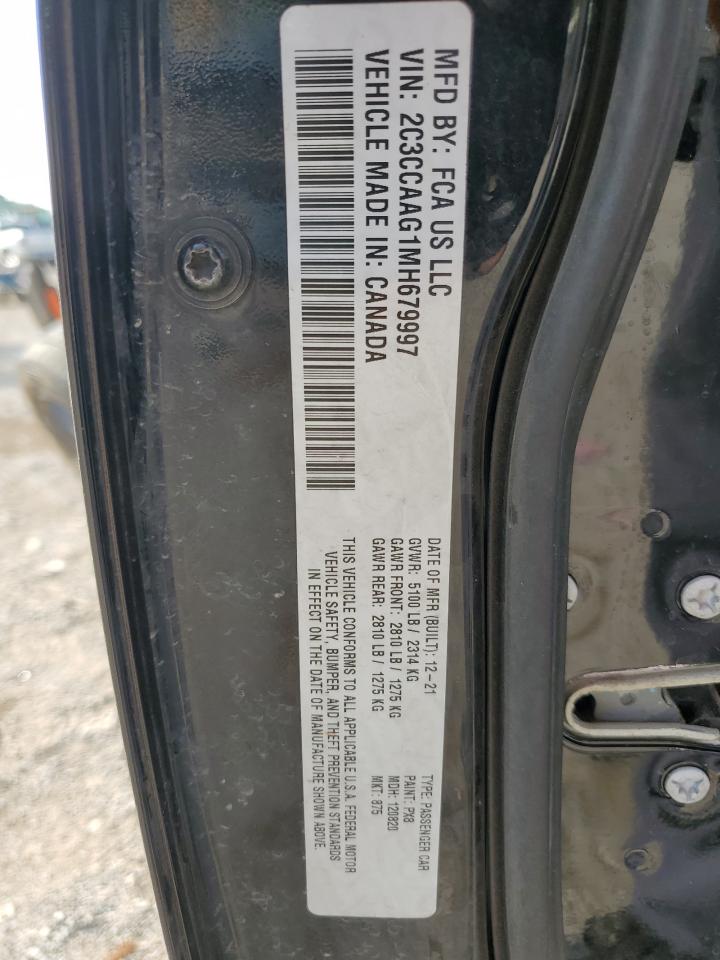 MFD BY: FCA US LLC
VIN: 2C3CCAAG1MH679997
VEHICLE MADE IN: CANADA
DATE OF MFR (BUILT): 12-21
GVWR: 5100 LB / 2314 KG
GAWR FRONT: 2810 LB / 1275 KG
GAWR REAR: 2810 LB / 1275 KG
TYPE: PASSENGER CAR
PAINT: PX8
MDH: 120820
MKT: 875
THIS VEHICLE CONFORMS TO ALL APPLICABLE U.S.A. FEDERAL MOTOR
VEHICLE SAFETY, BUMPER, AND THEFT PREVENTION STANDARDS
IN EFFECT ON THE DATE OF MANUFACTURE SHOWN ABOVE.